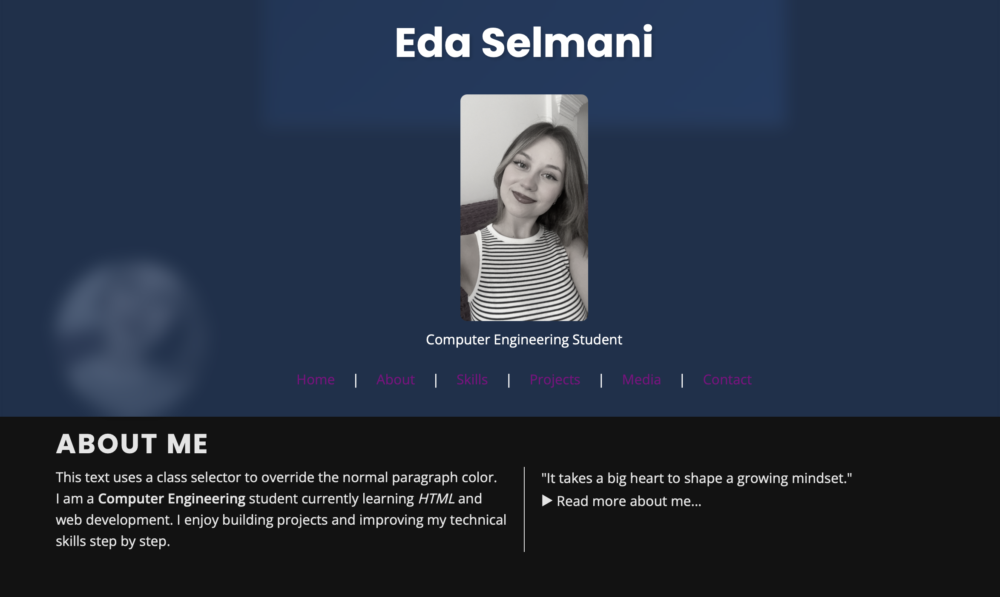 Eda Selmani
Computer Engineering Student
Home | About | Skills | Projects | Media | Contact
ABOUT ME
This text uses a class selector to override the normal paragraph color.
I am a Computer Engineering student currently learning HTML and
web development. I enjoy building projects and improving my technical
skills step by step.
"It takes a big heart to shape a growing mindset."
▶ Read more about me...